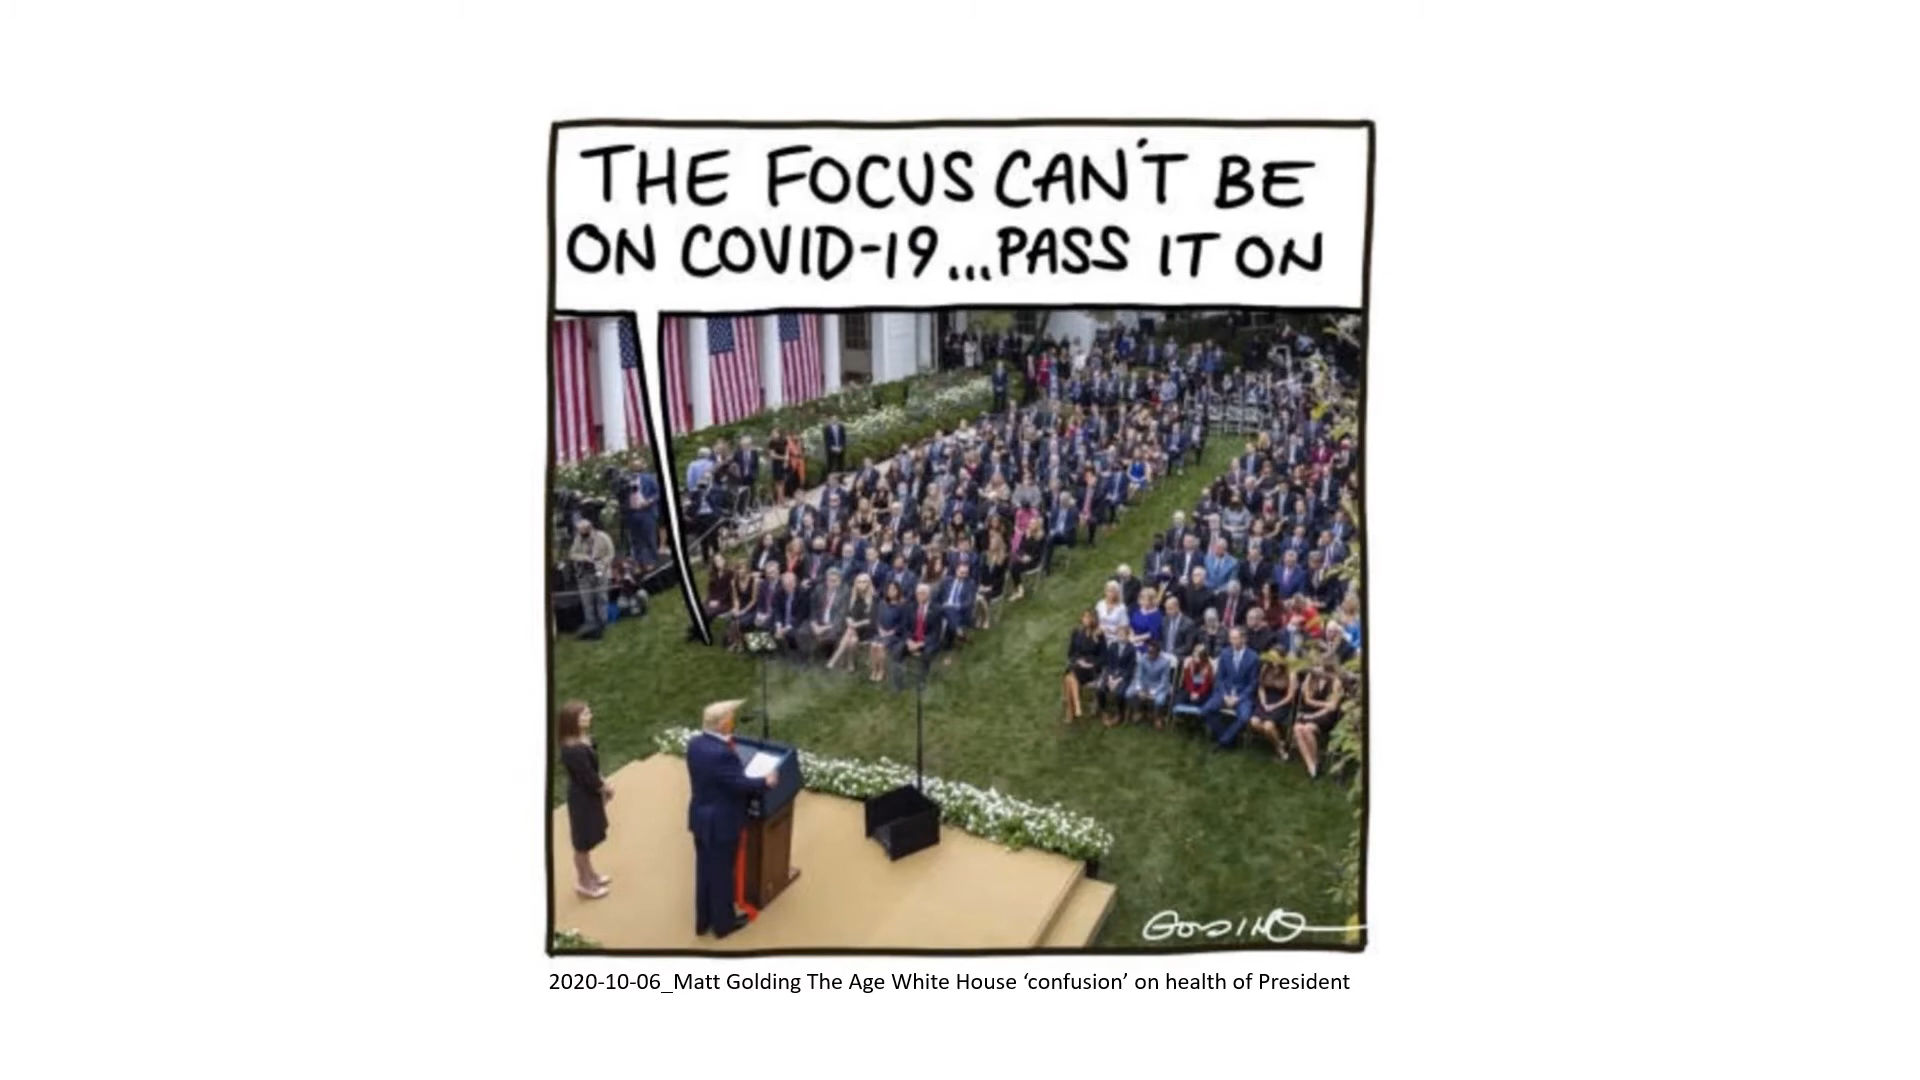 THE FOCUS CAN'T BE
ON COVID-19...PASS IT ON
GOLDING
2020-10-06_Matt Golding The Age White House ‘confusion’ on health of President